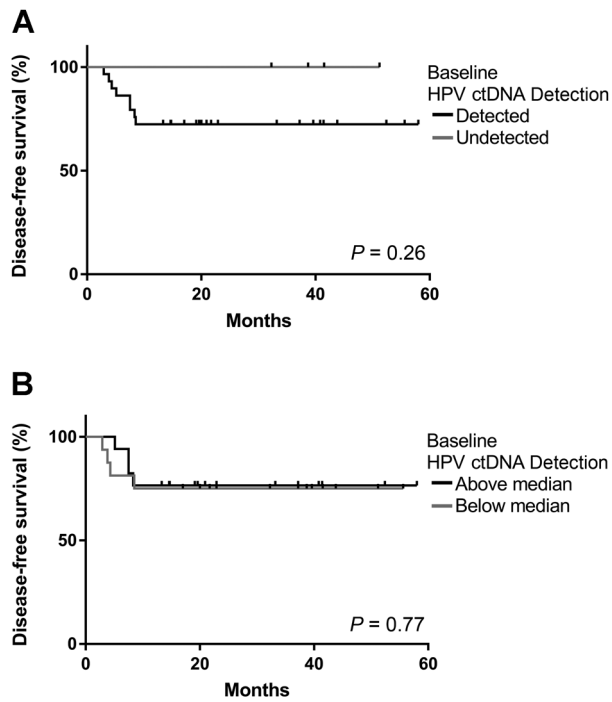 A
Disease-free survival (%)
100
50
0
0 20 40 60
Months
P = 0.26
Baseline
HPV ctDNA Detection
Detected
Undetected
B
Disease-free survival (%)
100
50
0
0 20 40 60
Months
P = 0.77
Baseline
HPV ctDNA Detection
Above median
Below median